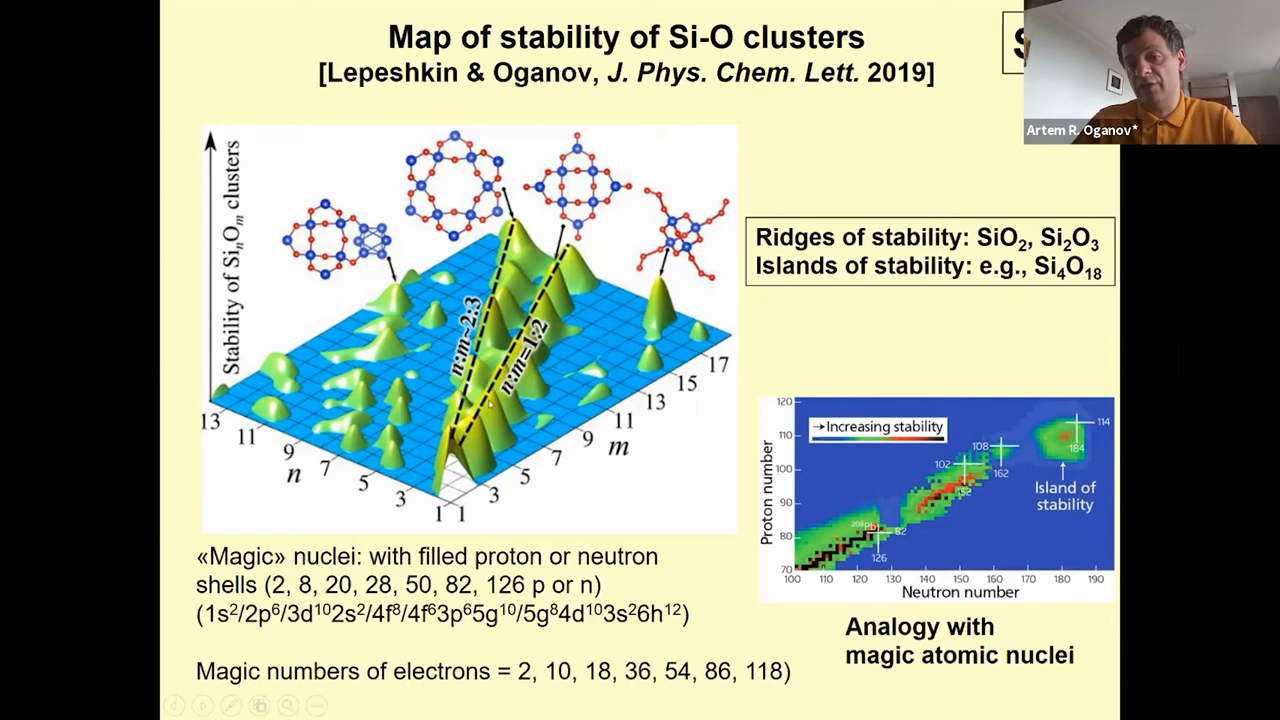 Map of stability of Si-O clusters
[Lepeshkin & Oganov, J. Phys. Chem. Lett. 2019]
S
Artem R. Oganov*
Stability of SiₙOₘ clusters
n:m~2:3
n:m=1:2
13
11
9
7
5
3
1
n
1
3
5
7
9
11
13
15
17
m
Ridges of stability: SiO₂, Si₂O₃
Islands of stability: e.g., Si₄O₁₈
→Increasing stability
Proton number
120
110
100
90
80
70
114
184
108
162
102
152
²⁰⁸Pb
82
126
Island of
stability
100 110 120 130 140 150 160 170 180 190
Neutron number
Analogy with
magic atomic nuclei
«Magic» nuclei: with filled proton or neutron
shells (2, 8, 20, 28, 50, 82, 126 p or n)
(1s²/2p⁶/3d¹⁰2s²/4f⁸/4f⁶3p⁶5g¹⁰/5g⁸4d¹⁰3s²6h¹²)
Magic numbers of electrons = 2, 10, 18, 36, 54, 86, 118)